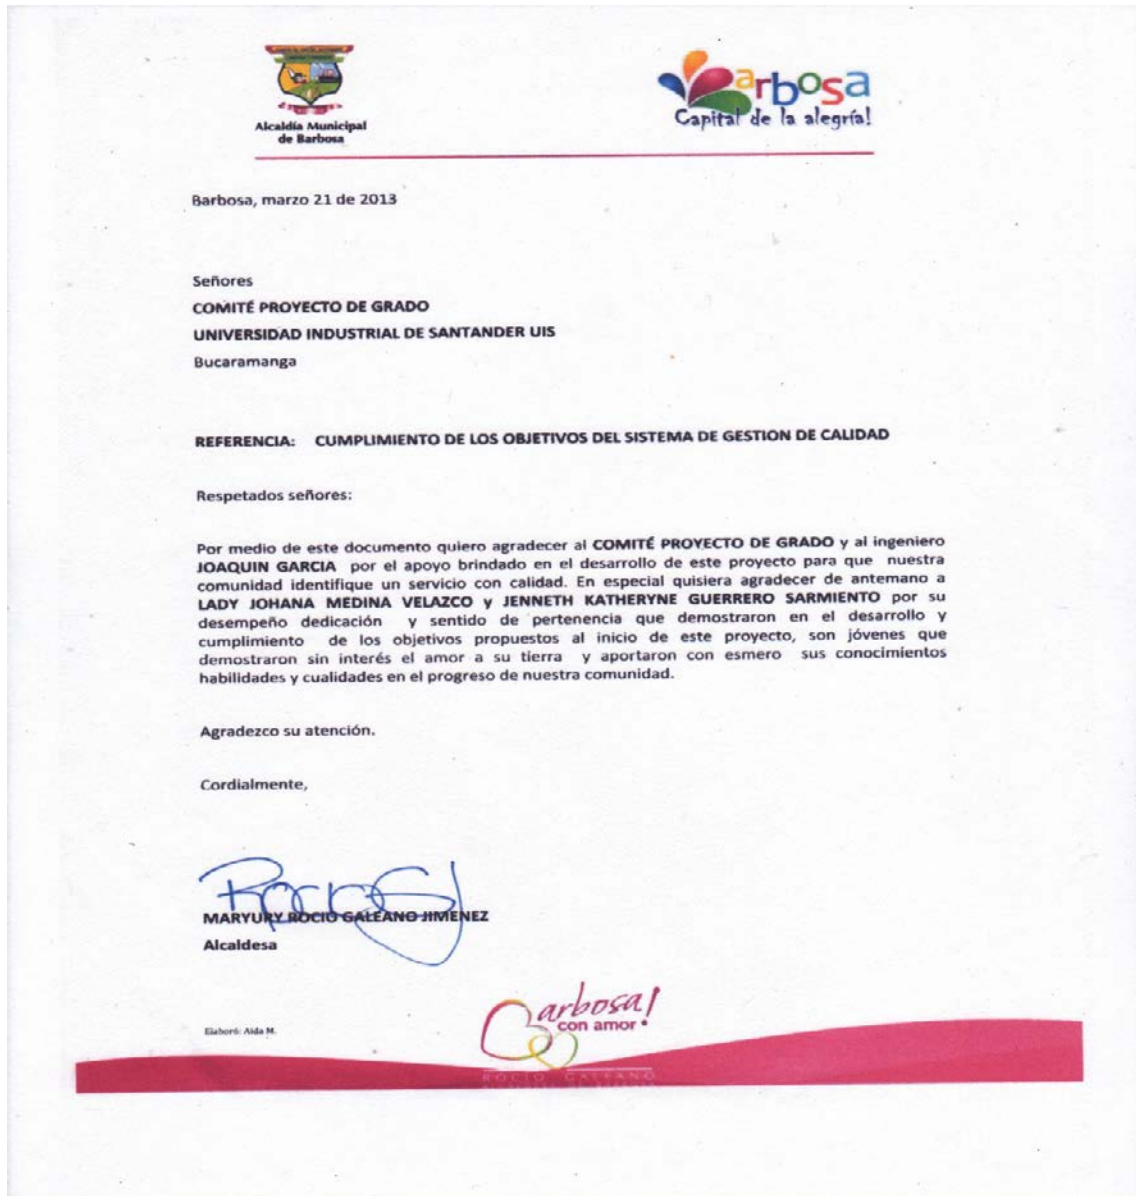 Alcaldía Municipal
de Barbosa
Barbosa
Capital de la alegría!
Barbosa, marzo 21 de 2013
Señores
COMITÉ PROYECTO DE GRADO
UNIVERSIDAD INDUSTRIAL DE SANTANDER UIS
Bucaramanga
REFERENCIA: CUMPLIMIENTO DE LOS OBJETIVOS DEL SISTEMA DE GESTION DE CALIDAD
Respetados señores:
Por medio de este documento quiero agradecer al COMITÉ PROYECTO DE GRADO y al ingeniero
JOAQUIN GARCIA por el apoyo brindado en el desarrollo de este proyecto para que nuestra
comunidad identifique un servicio con calidad. En especial quisiera agradecer de antemano a
LADY JOHANA MEDINA VELAZCO y JENNETH KATHERYNE GUERRERO SARMIENTO por su
desempeño dedicación y sentido de pertenencia que demostraron en el desarrollo y
cumplimiento de los objetivos propuestos al inicio de este proyecto, son jóvenes que
demostraron sin interés el amor a su tierra y aportaron con esmero sus conocimientos
habilidades y cualidades en el progreso de nuestra comunidad.
Agradezco su atención.
Cordialmente,
MARYURY ROCIO GALEANO JIMENEZ
Alcaldesa
Barbosa!
con amor
Elaboró: Aida M.
ROCIO GALEANO